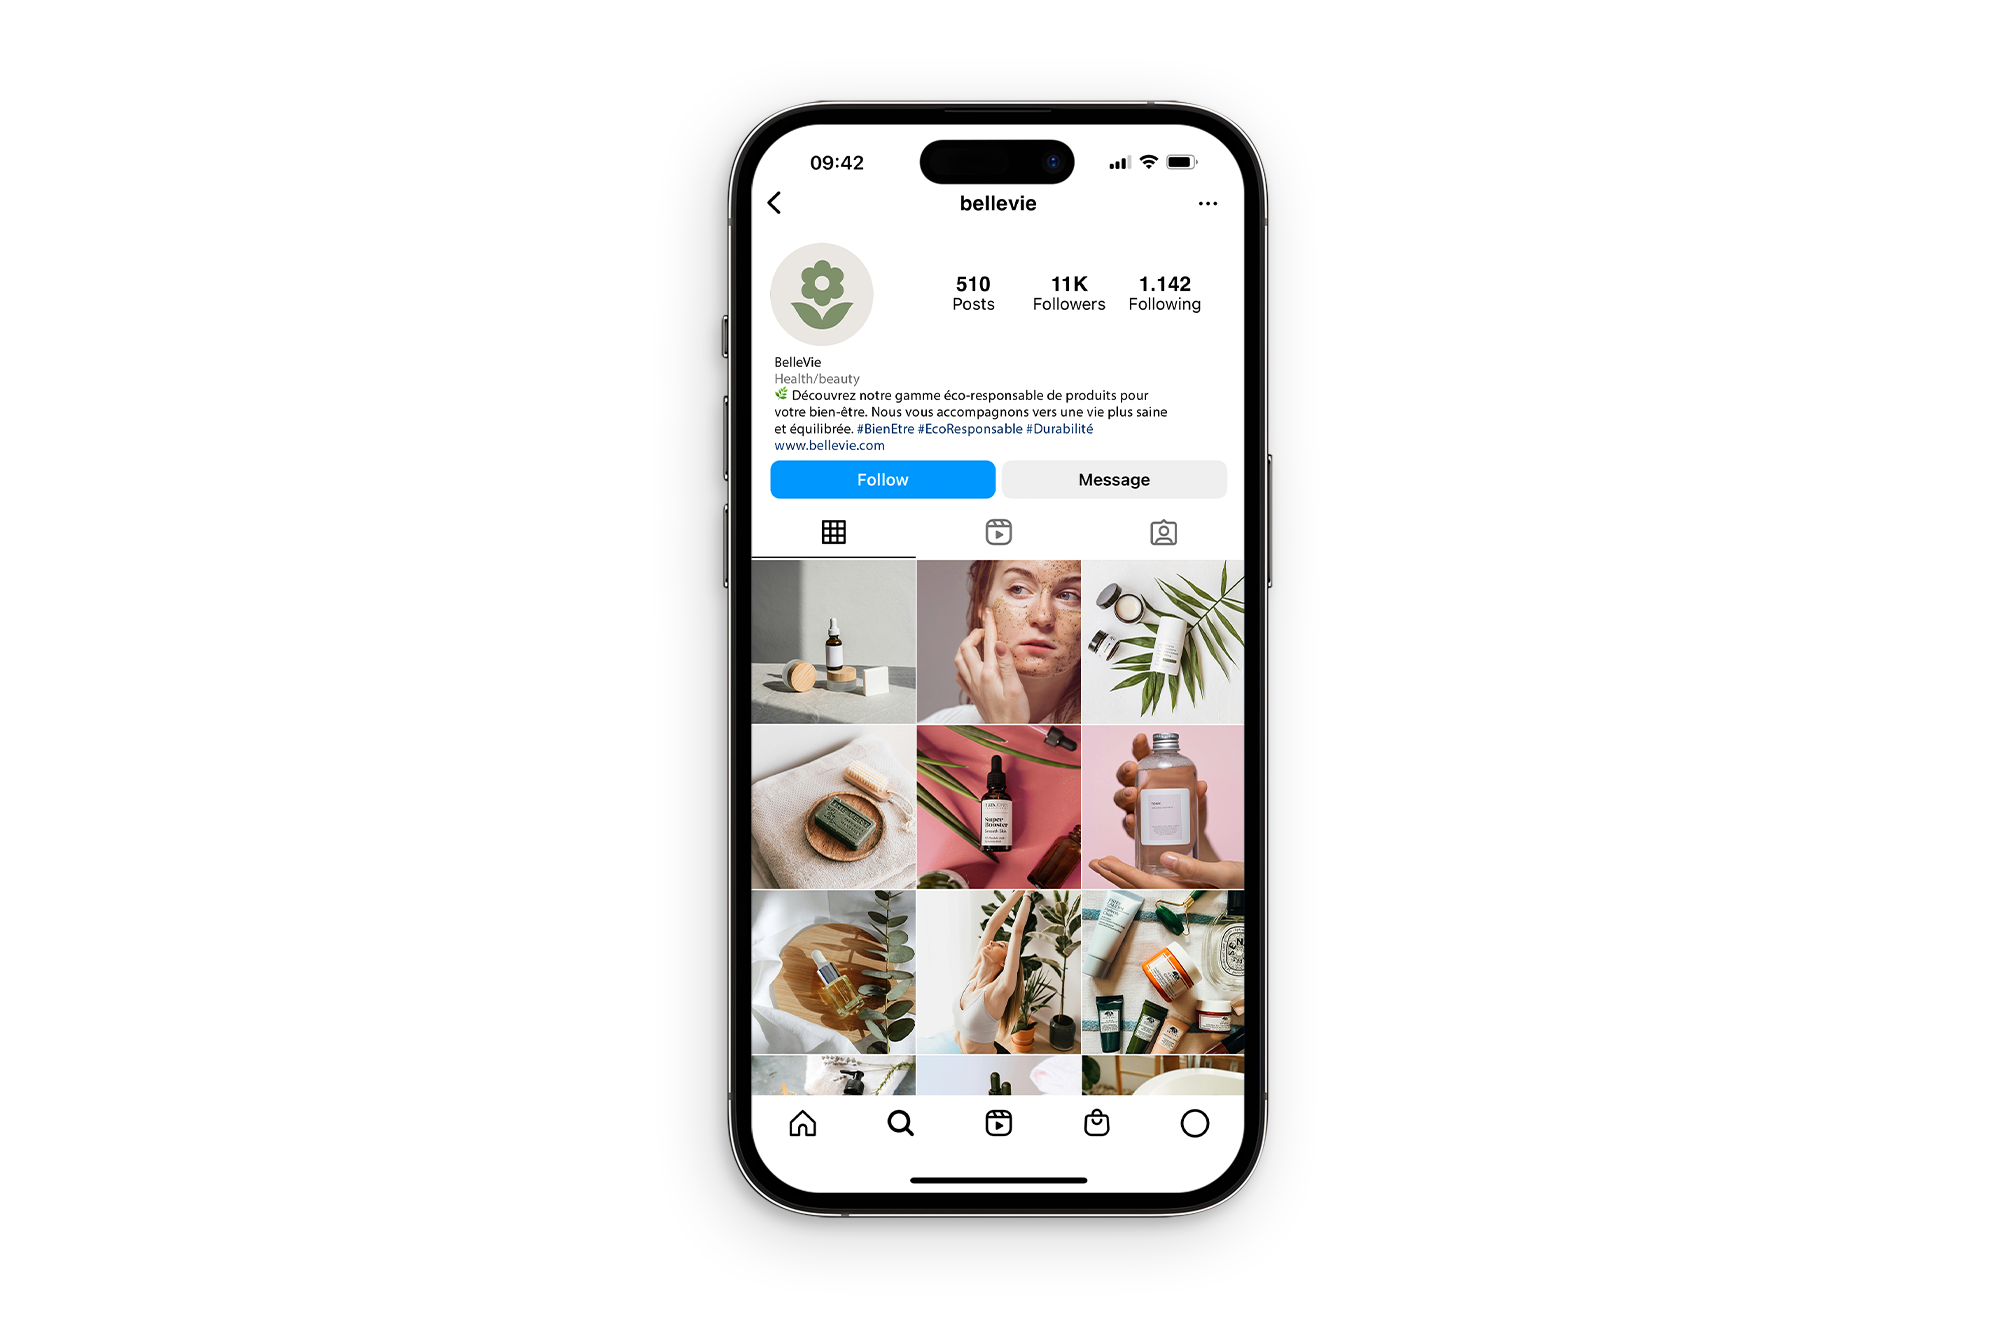 09:42
bellevie
510
Posts
11K
Followers
1.142
Following
BelleVie
Health/beauty
Découvrez notre gamme éco-responsable de produits pour
votre bien-être. Nous vous accompagnons vers une vie plus saine
et équilibrée. #BienEtre #EcoResponsable #Durabilité
www.bellevie.com
Follow
Message
Super
Booster
Smooth Skin